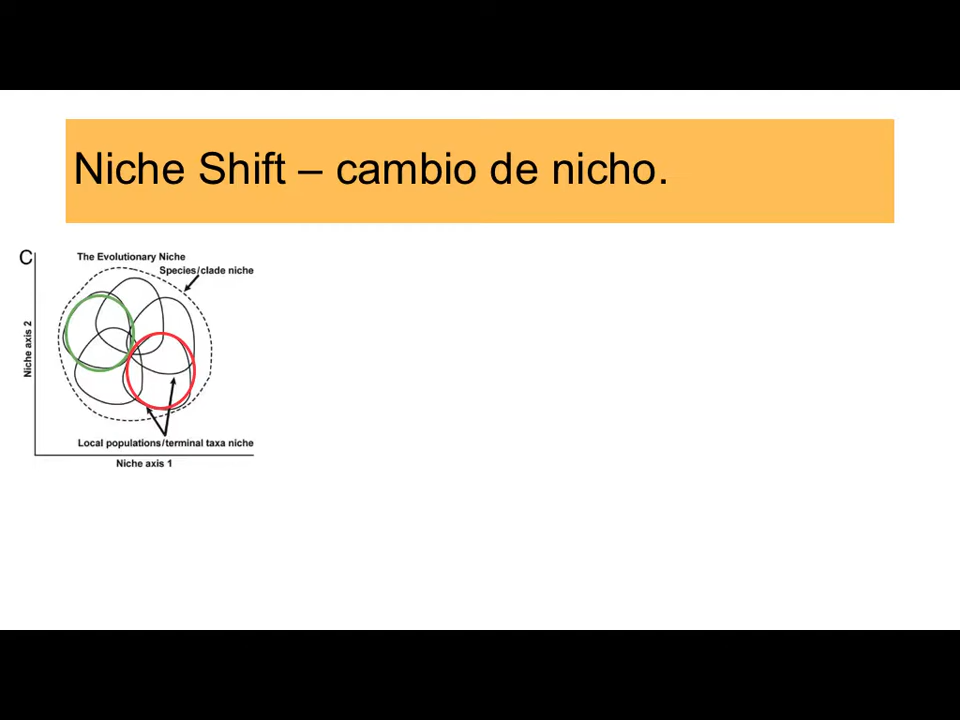 Niche Shift – cambio de nicho.
C
The Evolutionary Niche
Species/clade niche
Niche axis 2
Local populations/terminal taxa niche
Niche axis 1